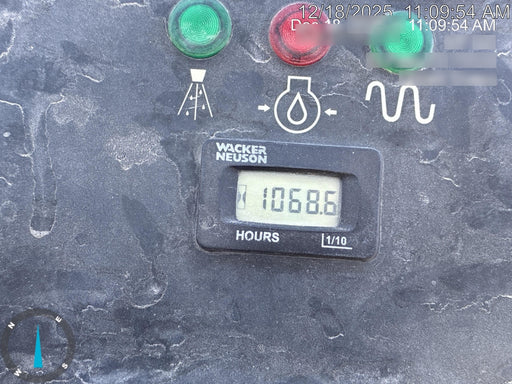 12/18/2025 11:09:54 AM
11:09:54 AM
WACKER
NEUSON
1068.6
HOURS 1/10
N
E
S